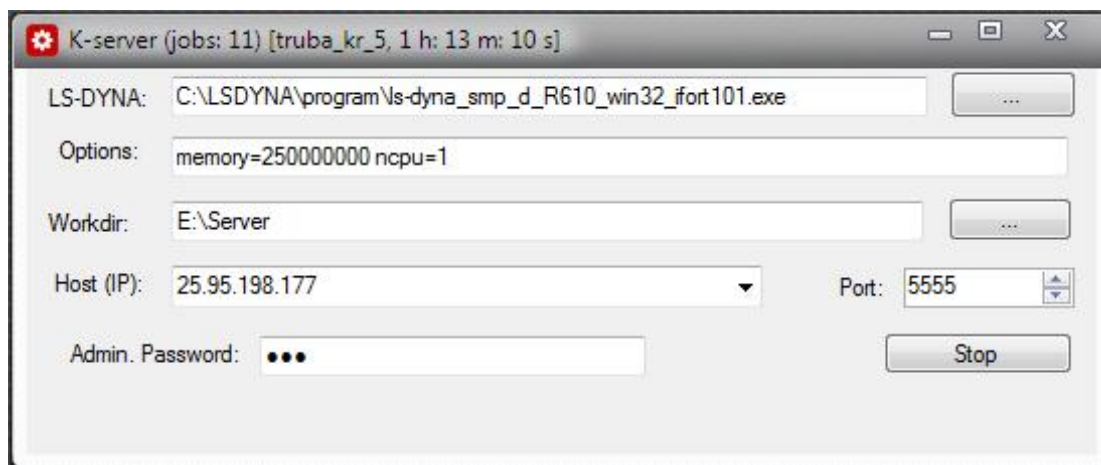 K-server (jobs: 11) [truba_kr_5, 1 h: 13 m: 10 s]
LS-DYNA: C:\LSDYNA\program\ls-dyna_smp_d_R610_win32_ifort101.exe ...
Options: memory=250000000 ncpu=1
Workdir: E:\Server ...
Host (IP): 25.95.198.177 Port: 5555
Admin. Password: ●●● Stop